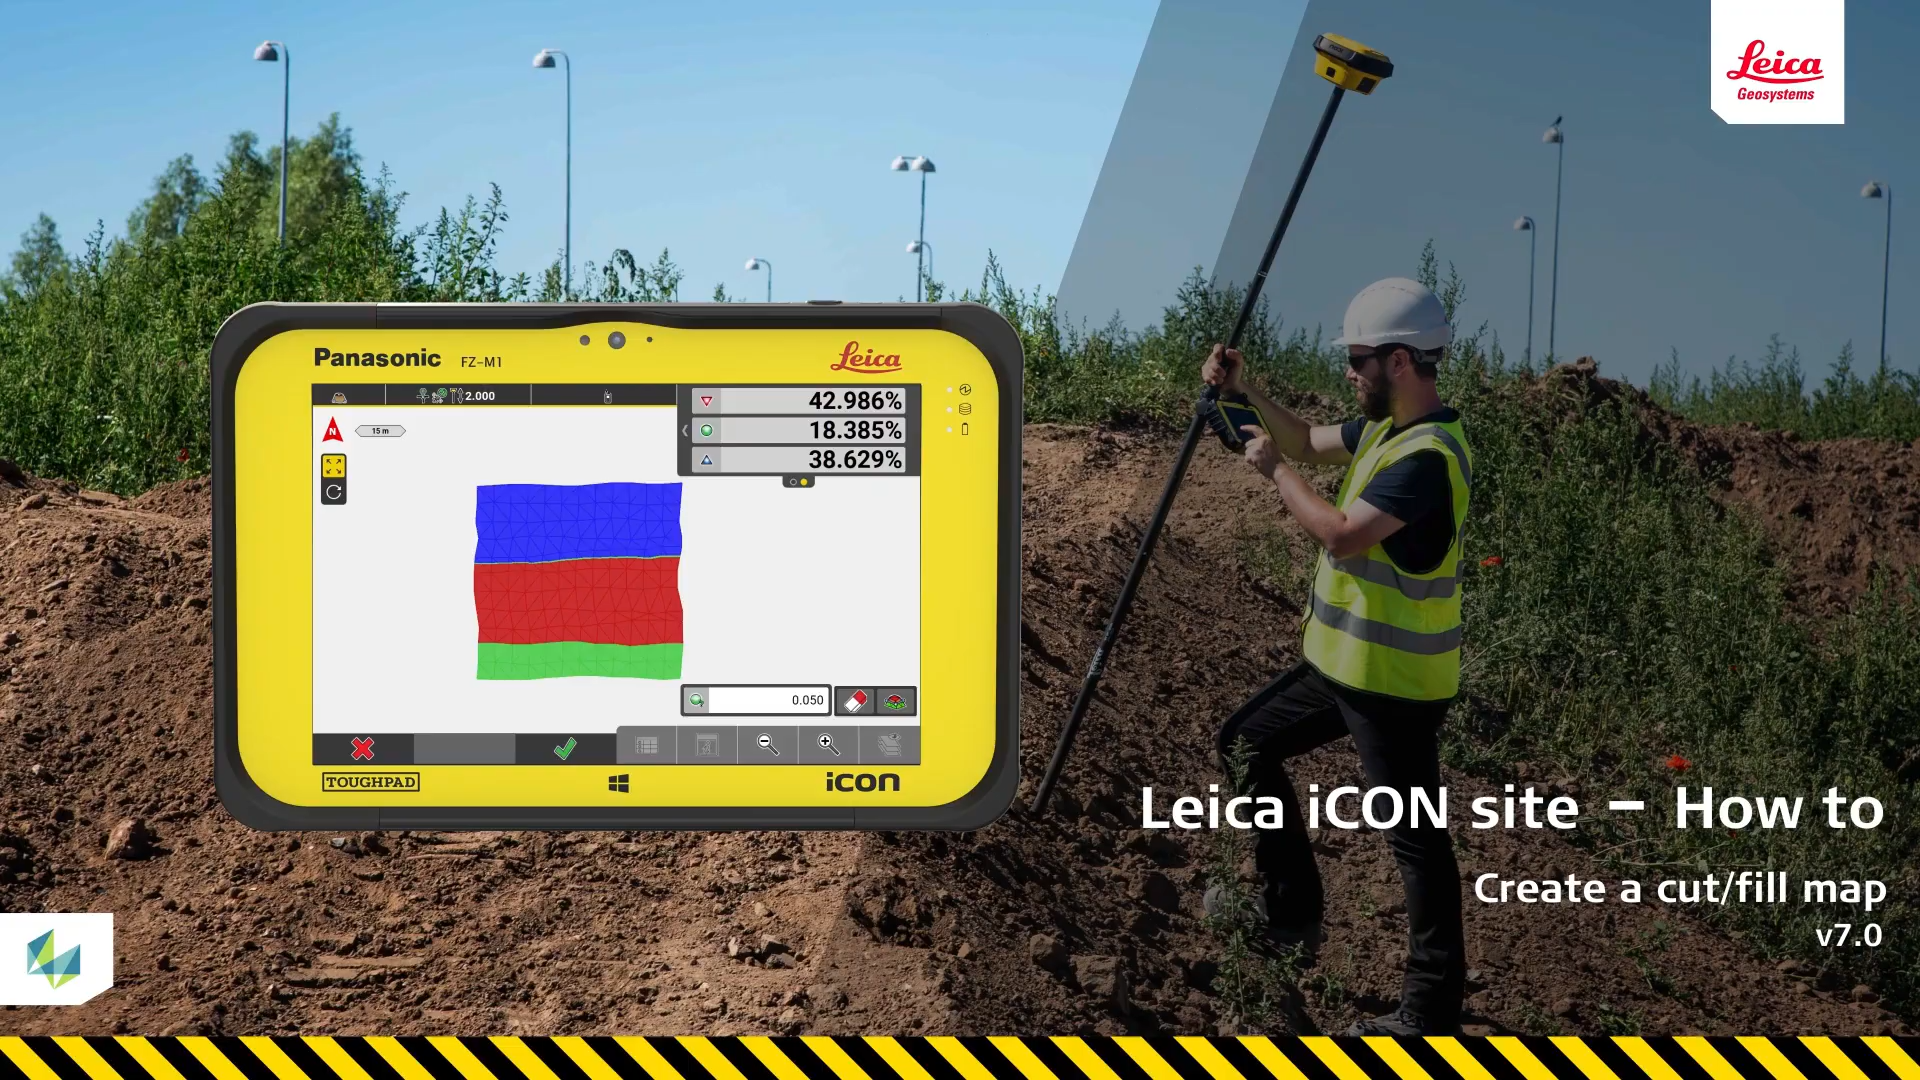 Leica
Geosystems
Panasonic FZ-M1
Leica
2.000
42.986%
N
15 m
18.385%
38.629%
0.050
TOUGHPAD
icon
Leica iCON site – How to
Create a cut/fill map
v7.0